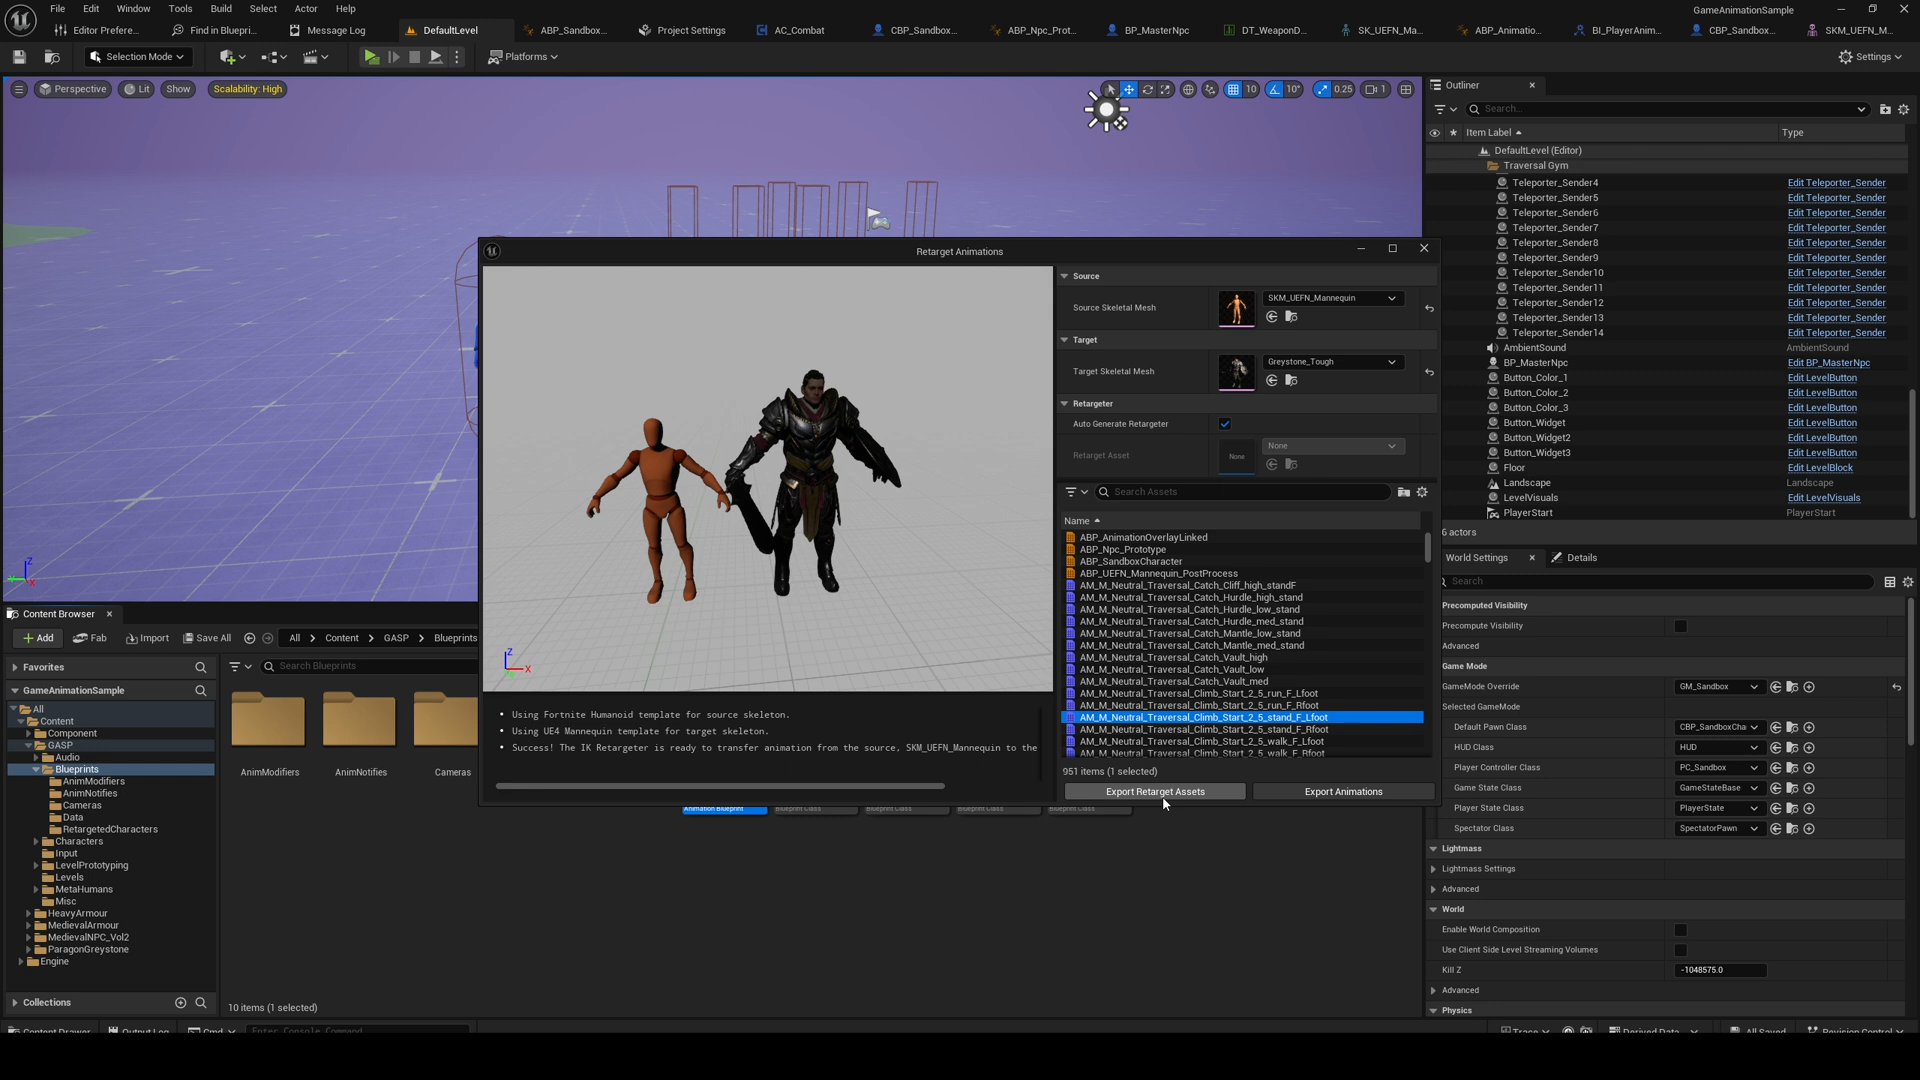 File Edit Window Tools Build Select Actor Help
GameAnimationSample
Editor Prefere...
Find in Bluepri...
Message Log
DefaultLevel
ABP_Sandbox...
Project Settings
AC_Combat
CBP_Sandbox...
ABP_Npc_Prot...
BP_MasterNpc
DT_WeaponD...
SK_UEFN_Ma...
ABP_Animatio...
BI_PlayerAnim...
CBP_Sandbox...
SKM_UEFN_M...
Selection Mode
Platforms
Settings
Perspective
Lit
Show
Scalability: High
10
10°
0.25
1
Outliner
Search...
Item Label
Type
DefaultLevel (Editor)
Traversal Gym
Teleporter_Sender4 Edit Teleporter_Sender
Teleporter_Sender5 Edit Teleporter_Sender
Teleporter_Sender6 Edit Teleporter_Sender
Teleporter_Sender7 Edit Teleporter_Sender
Teleporter_Sender8 Edit Teleporter_Sender
Teleporter_Sender9 Edit Teleporter_Sender
Teleporter_Sender10 Edit Teleporter_Sender
Teleporter_Sender11 Edit Teleporter_Sender
Teleporter_Sender12 Edit Teleporter_Sender
Teleporter_Sender13 Edit Teleporter_Sender
Teleporter_Sender14 Edit Teleporter_Sender
AmbientSound AmbientSound
BP_MasterNpc Edit BP_MasterNpc
Button_Color_1 Edit LevelButton
Button_Color_2 Edit LevelButton
Button_Color_3 Edit LevelButton
Button_Widget Edit LevelButton
Button_Widget2 Edit LevelButton
Button_Widget3 Edit LevelButton
Floor Edit LevelBlock
Landscape Landscape
LevelVisuals Edit LevelVisuals
PlayerStart PlayerStart
6 actors
Retarget Animations
Source
Source Skeletal Mesh
SKM_UEFN_Mannequin
Target
Target Skeletal Mesh
Greystone_Tough
Retargeter
Auto Generate Retargeter
Retarget Asset
None
None
Search Assets
Name
ABP_AnimationOverlayLinked
ABP_Npc_Prototype
ABP_SandboxCharacter
ABP_UEFN_Mannequin_PostProcess
AM_M_Neutral_Traversal_Catch_Cliff_high_standF
AM_M_Neutral_Traversal_Catch_Hurdle_high_stand
AM_M_Neutral_Traversal_Catch_Hurdle_low_stand
AM_M_Neutral_Traversal_Catch_Hurdle_med_stand
AM_M_Neutral_Traversal_Catch_Mantle_low_stand
AM_M_Neutral_Traversal_Catch_Mantle_med_stand
AM_M_Neutral_Traversal_Catch_Vault_high
AM_M_Neutral_Traversal_Catch_Vault_low
AM_M_Neutral_Traversal_Catch_Vault_med
AM_M_Neutral_Traversal_Climb_Start_2_5_run_F_Lfoot
AM_M_Neutral_Traversal_Climb_Start_2_5_run_F_Rfoot
AM_M_Neutral_Traversal_Climb_Start_2_5_stand_F_Lfoot
AM_M_Neutral_Traversal_Climb_Start_2_5_stand_F_Rfoot
AM_M_Neutral_Traversal_Climb_Start_2_5_walk_F_Lfoot
AM_M_Neutral_Traversal_Climb_Start_2_5_walk_F_Rfoot
951 items (1 selected)
Export Retarget Assets
Export Animations
• Using Fortnite Humanoid template for source skeleton.
• Using UE4 Mannequin template for target skeleton.
• Success! The IK Retargeter is ready to transfer animation from the source, SKM_UEFN_Mannequin to the
World Settings
Details
Search
Precomputed Visibility
Precompute Visibility
Advanced
Game Mode
GameMode Override GM_Sandbox
Selected GameMode
Default Pawn Class CBP_SandboxCha
HUD Class HUD
Player Controller Class PC_Sandbox
Game State Class GameStateBase
Player State Class PlayerState
Spectator Class SpectatorPawn
Lightmass
Lightmass Settings
Advanced
World
Enable World Composition
Use Client Side Level Streaming Volumes
Kill Z -1048575.0
Advanced
Physics
Content Browser
Add
Fab
Import
Save All
All > Content > GASP > Blueprints
Favorites
Search Blueprints
GameAnimationSample
All
Content
Component
GASP
Audio
Blueprints
AnimModifiers
AnimNotifies
Cameras
Data
RetargetedCharacters
Characters
Input
LevelPrototyping
Levels
MetaHumans
Misc
HeavyArmour
MedievalArmour
MedievalNPC_Vol2
ParagonGreystone
Engine
AnimModifiers
AnimNotifies
Cameras
Animation Blueprint
Blueprint Class
Blueprint Class
Blueprint Class
Blueprint Class
Collections
10 items (1 selected)
Content Drawer
Output Log
Cmd
Enter Console Command
Trace
Derived Data
All Saved
Revision Control
X Y Z